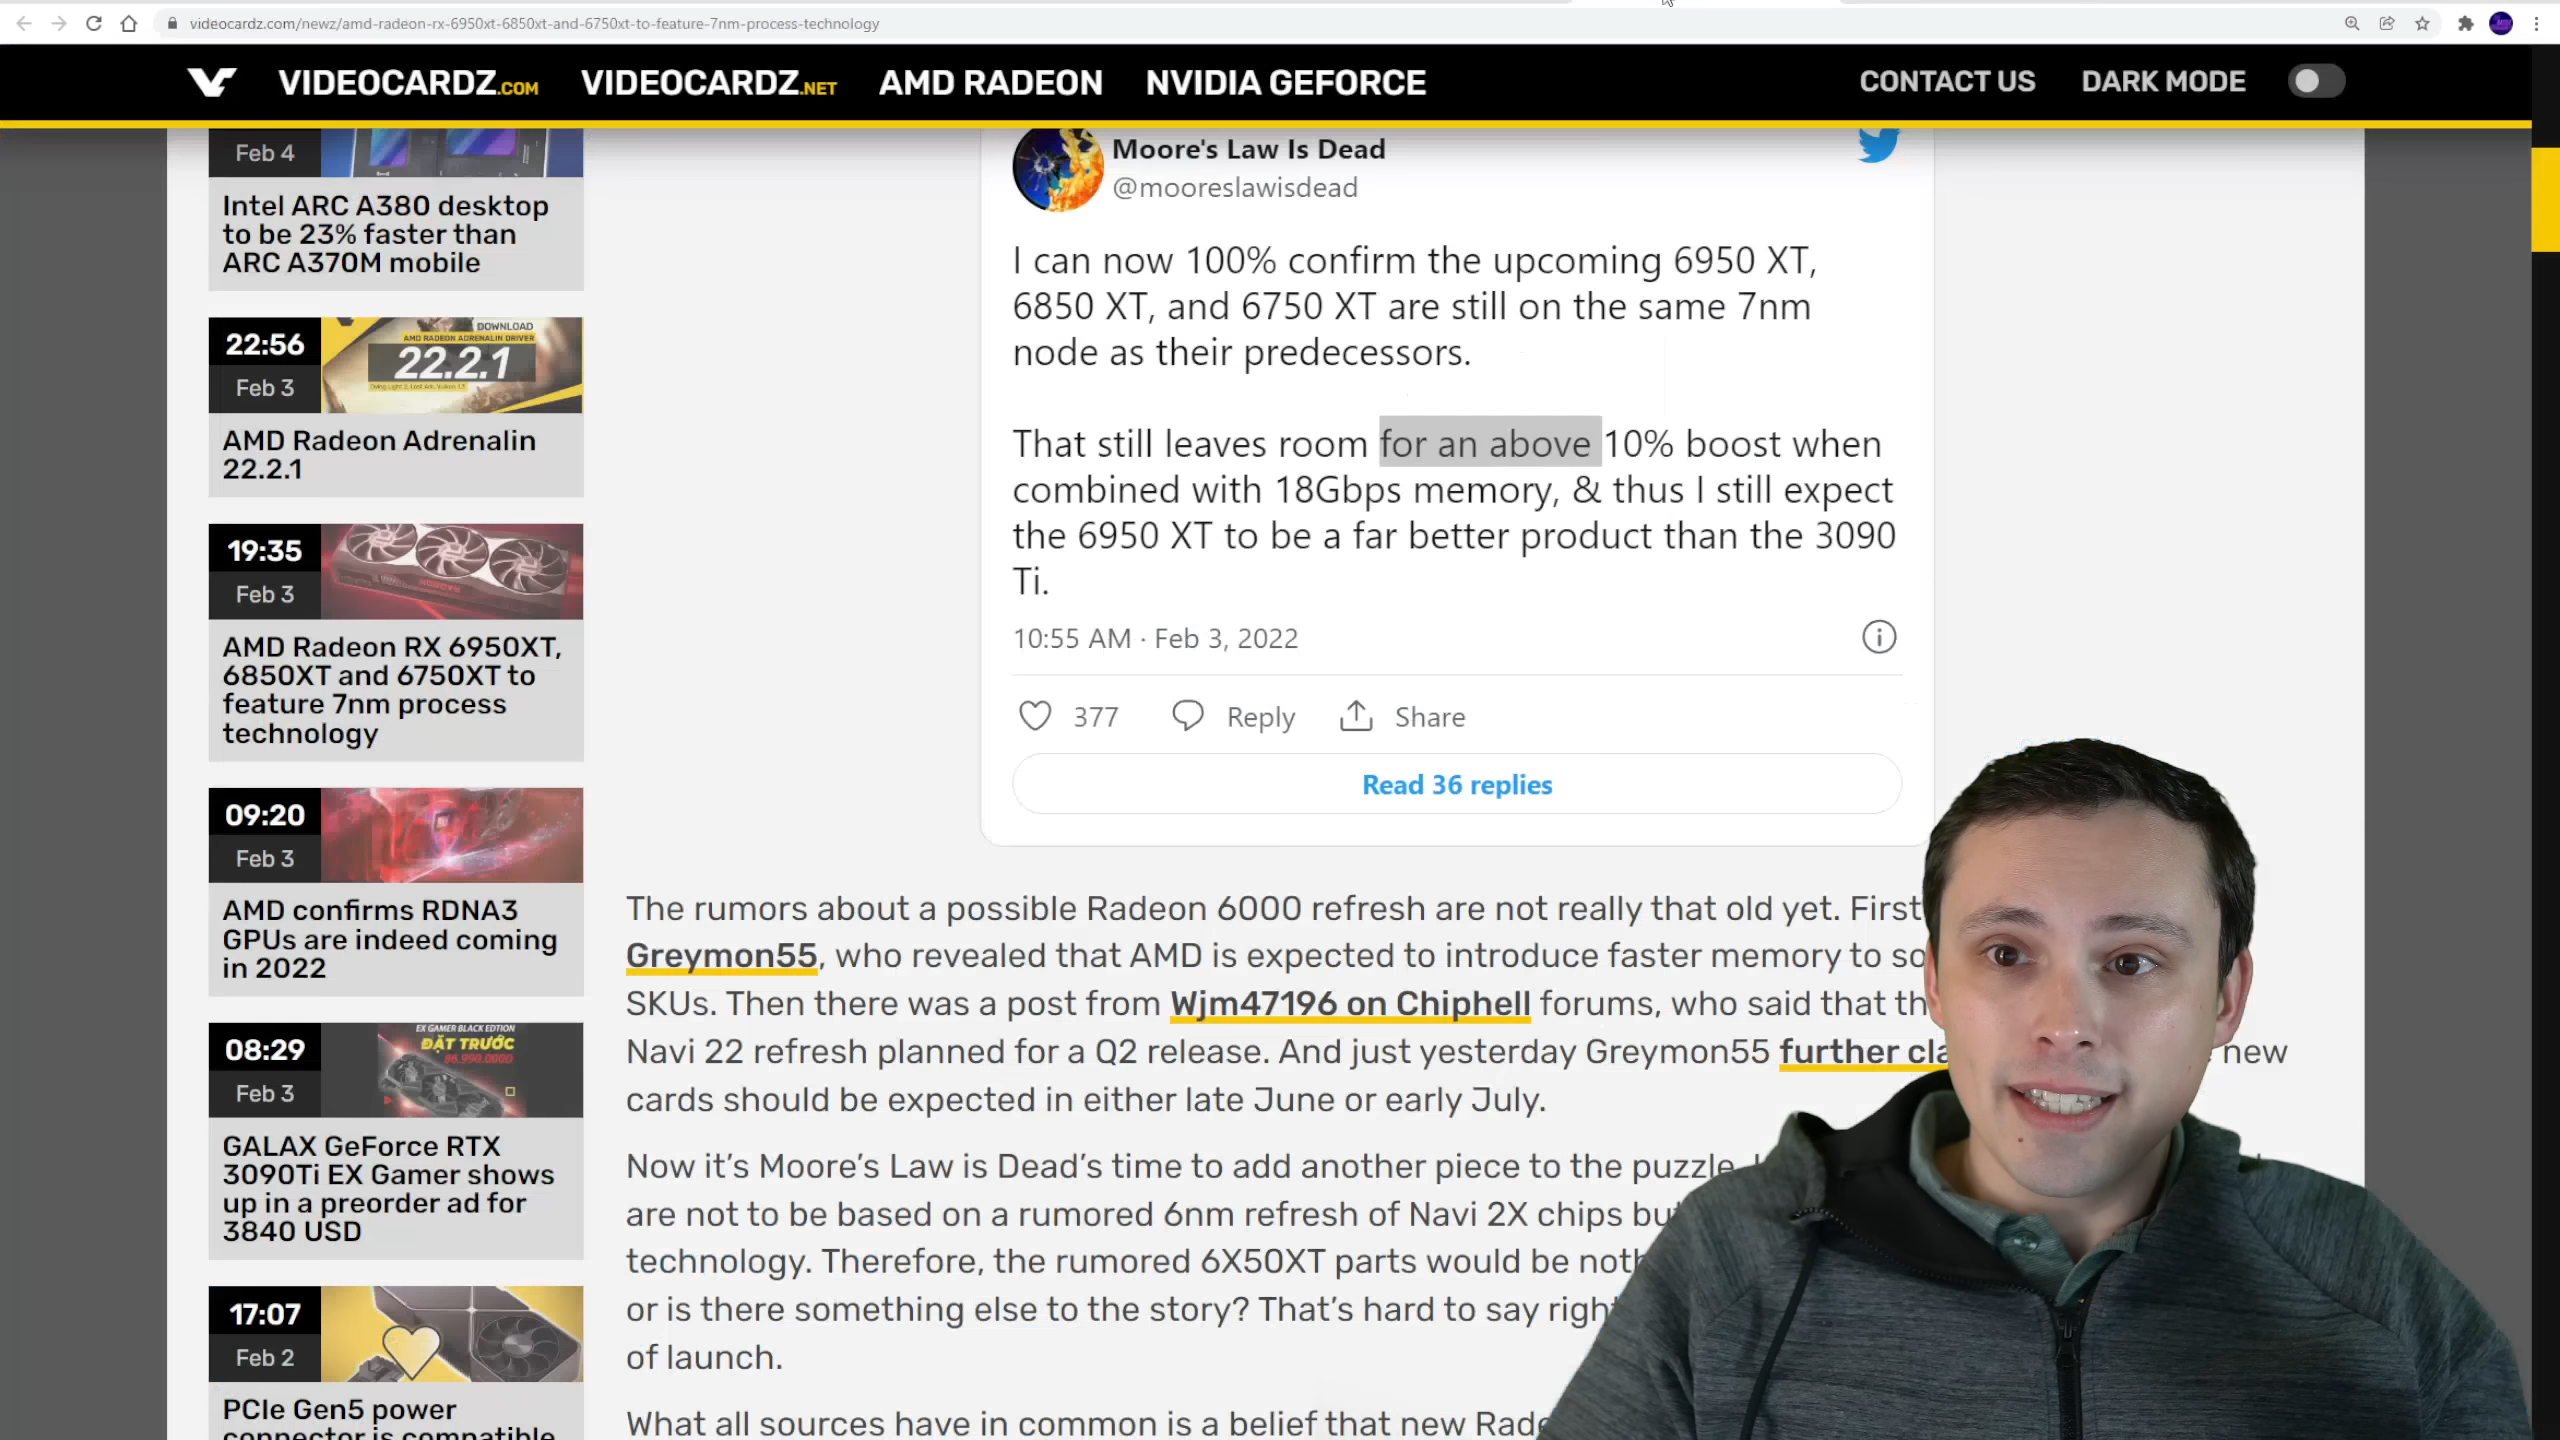 videocardz.com/newz/amd-radeon-rx-6950xt-6850xt-and-6750xt-to-feature-7nm-process-technology
VIDEOCARDZ.COM
VIDEOCARDZ.NET
AMD RADEON
NVIDIA GEFORCE
CONTACT US
DARK MODE
Feb 4
Intel ARC A380 desktop
to be 23% faster than
ARC A370M mobile
22:56
Feb 3
DOWNLOAD
AMD RADEON ADRENALIN DRIVER
22.2.1
AMD Radeon Adrenalin
22.2.1
19:35
Feb 3
RADEON
AMD Radeon RX 6950XT,
6850XT and 6750XT to
feature 7nm process
technology
09:20
Feb 3
AMD confirms RDNA3
GPUs are indeed coming
in 2022
08:29
Feb 3
EX GAMER BLACK EDTION
ĐẶT TRƯỚC
86.990.000Đ
GALAX GeForce RTX
3090Ti EX Gamer shows
up in a preorder ad for
3840 USD
17:07
Feb 2
PCIe Gen5 power
connector is compatible
Moore's Law Is Dead
@mooreslawisdead
I can now 100% confirm the upcoming 6950 XT,
6850 XT, and 6750 XT are still on the same 7nm
node as their predecessors.
That still leaves room for an above 10% boost when
combined with 18Gbps memory, & thus I still expect
the 6950 XT to be a far better product than the 3090
Ti.
10:55 AM · Feb 3, 2022
377
Reply
Share
Read 36 replies
The rumors about a possible Radeon 6000 refresh are not really that old yet. First
Greymon55, who revealed that AMD is expected to introduce faster memory to so
SKUs. Then there was a post from Wjm47196 on Chiphell forums, who said that th
Navi 22 refresh planned for a Q2 release. And just yesterday Greymon55 further cla new
cards should be expected in either late June or early July.
Now it's Moore's Law is Dead's time to add another piece to the puzzle.
are not to be based on a rumored 6nm refresh of Navi 2X chips but
technology. Therefore, the rumored 6X50XT parts would be noth
or is there something else to the story? That's hard to say right
of launch.
What all sources have in common is a belief that new Rade